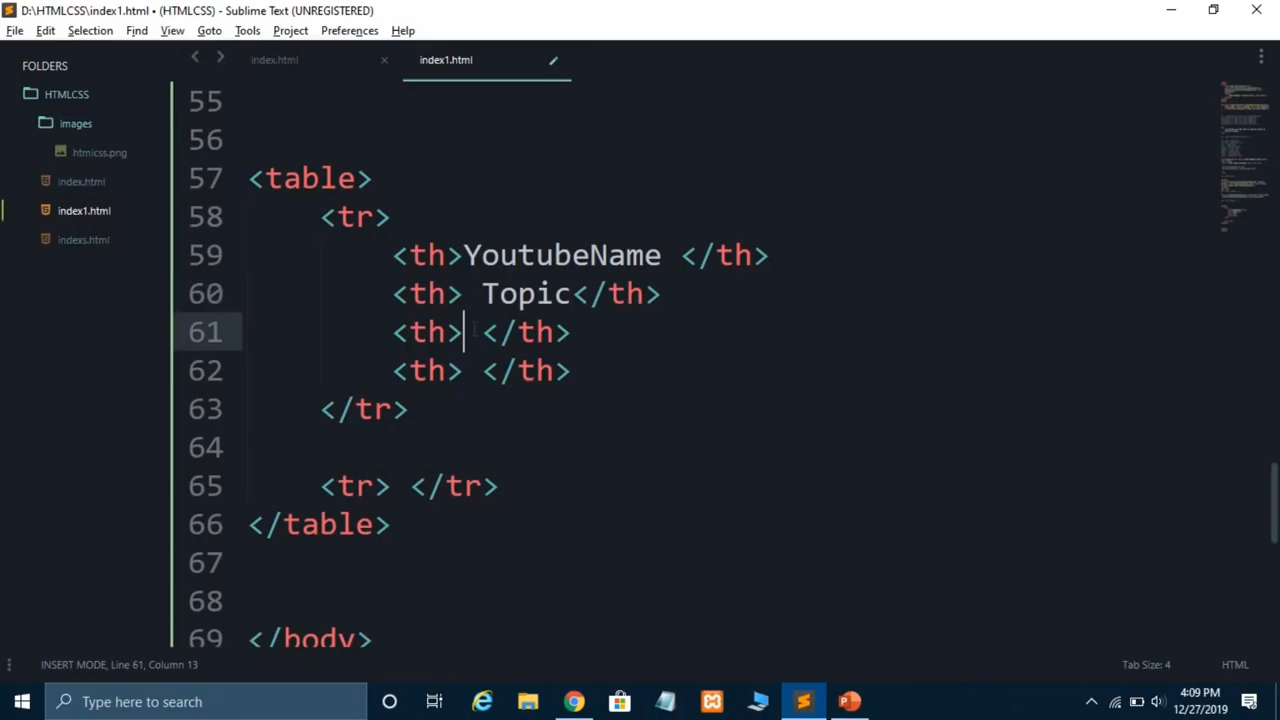 D:\HTMLCSS\index1.html • (HTMLCSS) - Sublime Text (UNREGISTERED)
File Edit Selection Find View Goto Tools Project Preferences Help
FOLDERS
HTMLCSS
images
htmlcss.png
index.html
index1.html
indexs.html
index.html
index1.html
55
56
57 <table>
58 <tr>
59 <th>YoutubeName </th>
60 <th> Topic</th>
61 <th> </th>
62 <th> </th>
63 </tr>
64
65 <tr> </tr>
66 </table>
67
68
69 </body>
INSERT MODE, Line 61, Column 13
Tab Size: 4
HTML
Type here to search
4:09 PM
12/27/2019